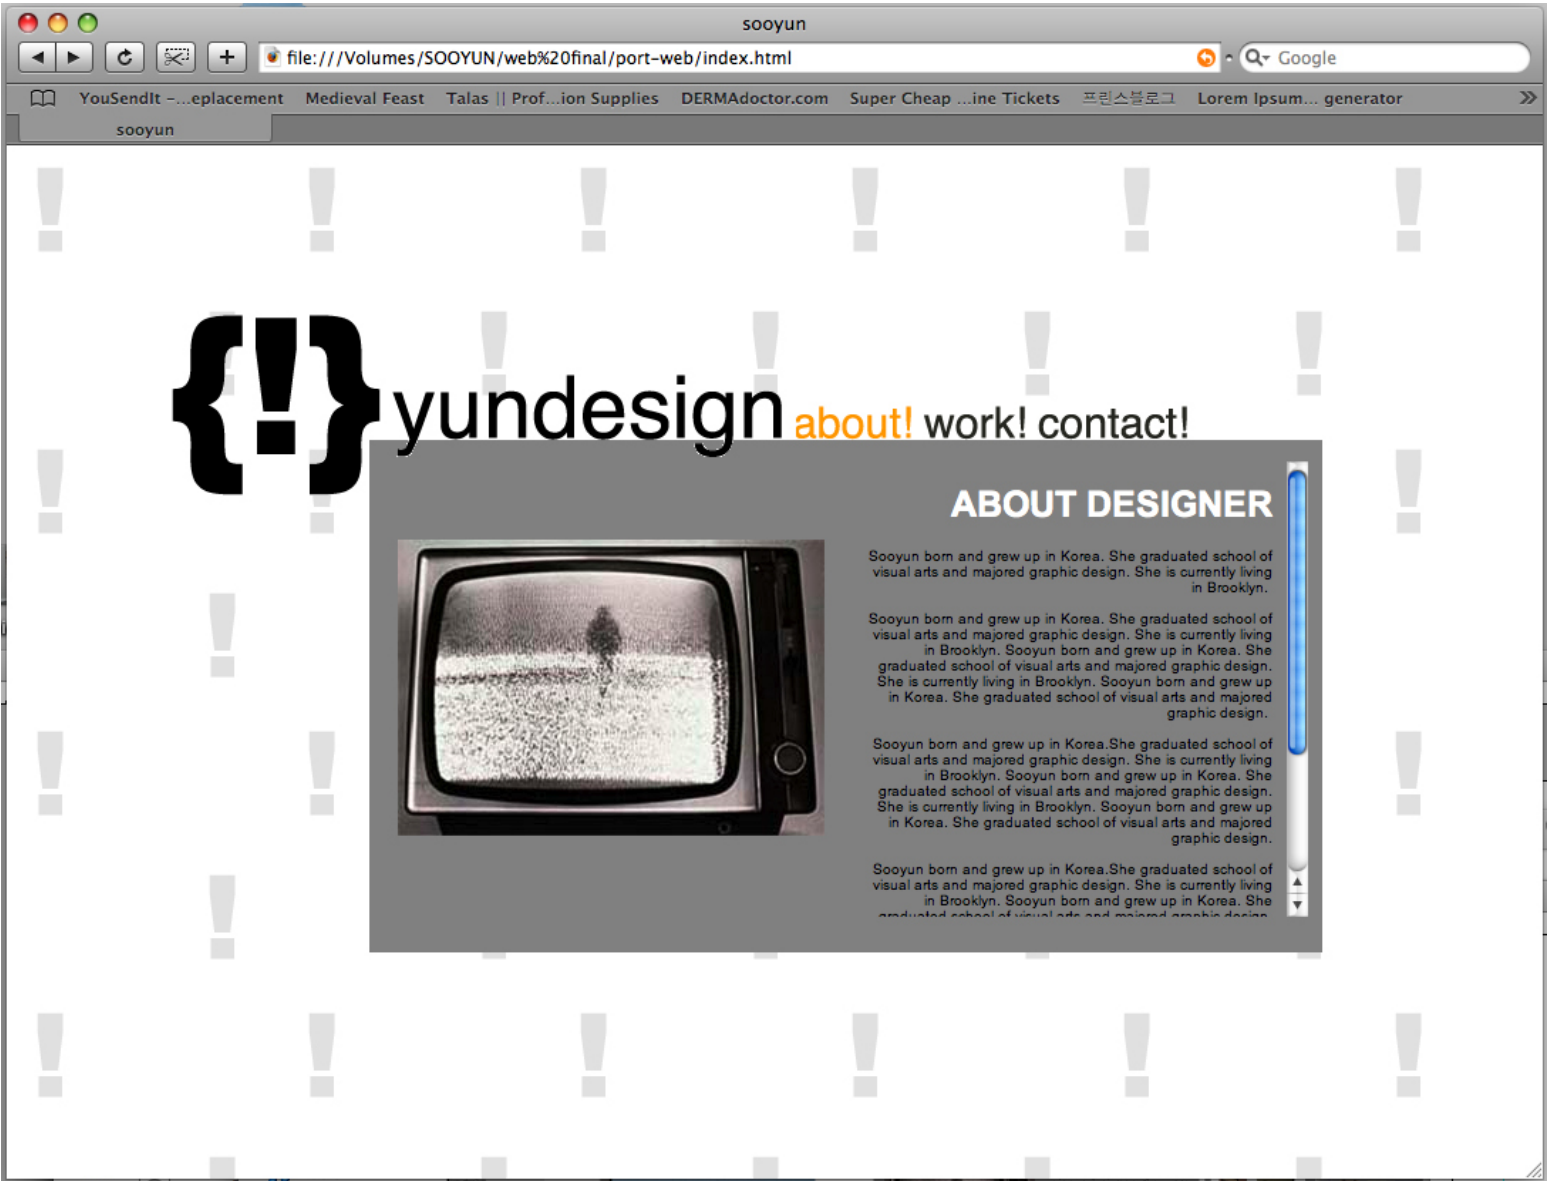 sooyun
file:///Volumes/SOOYUN/web%20final/port-web/index.html
Google
YouSendIt -...eplacement Medieval Feast Talas || Prof...ion Supplies DERMAdoctor.com Super Cheap ...ine Tickets 프린스블로그 Lorem Ipsum... generator
sooyun
{!} yundesign about! work! contact!
ABOUT DESIGNER
Sooyun born and grew up in Korea. She graduated school of
visual arts and majored graphic design. She is currently living
in Brooklyn.
Sooyun born and grew up in Korea. She graduated school of
visual arts and majored graphic design. She is currently living
in Brooklyn. Sooyun born and grew up in Korea. She
graduated school of visual arts and majored graphic design.
She is currently living in Brooklyn. Sooyun born and grew up
in Korea. She graduated school of visual arts and majored
graphic design.
Sooyun born and grew up in Korea.She graduated school of
visual arts and majored graphic design. She is currently living
in Brooklyn. Sooyun born and grew up in Korea. She
graduated school of visual arts and majored graphic design.
She is currently living in Brooklyn. Sooyun born and grew up
in Korea. She graduated school of visual arts and majored
graphic design.
Sooyun born and grew up in Korea.She graduated school of
visual arts and majored graphic design. She is currently living
in Brooklyn. Sooyun born and grew up in Korea. She
graduated school of visual arts and majored graphic design.